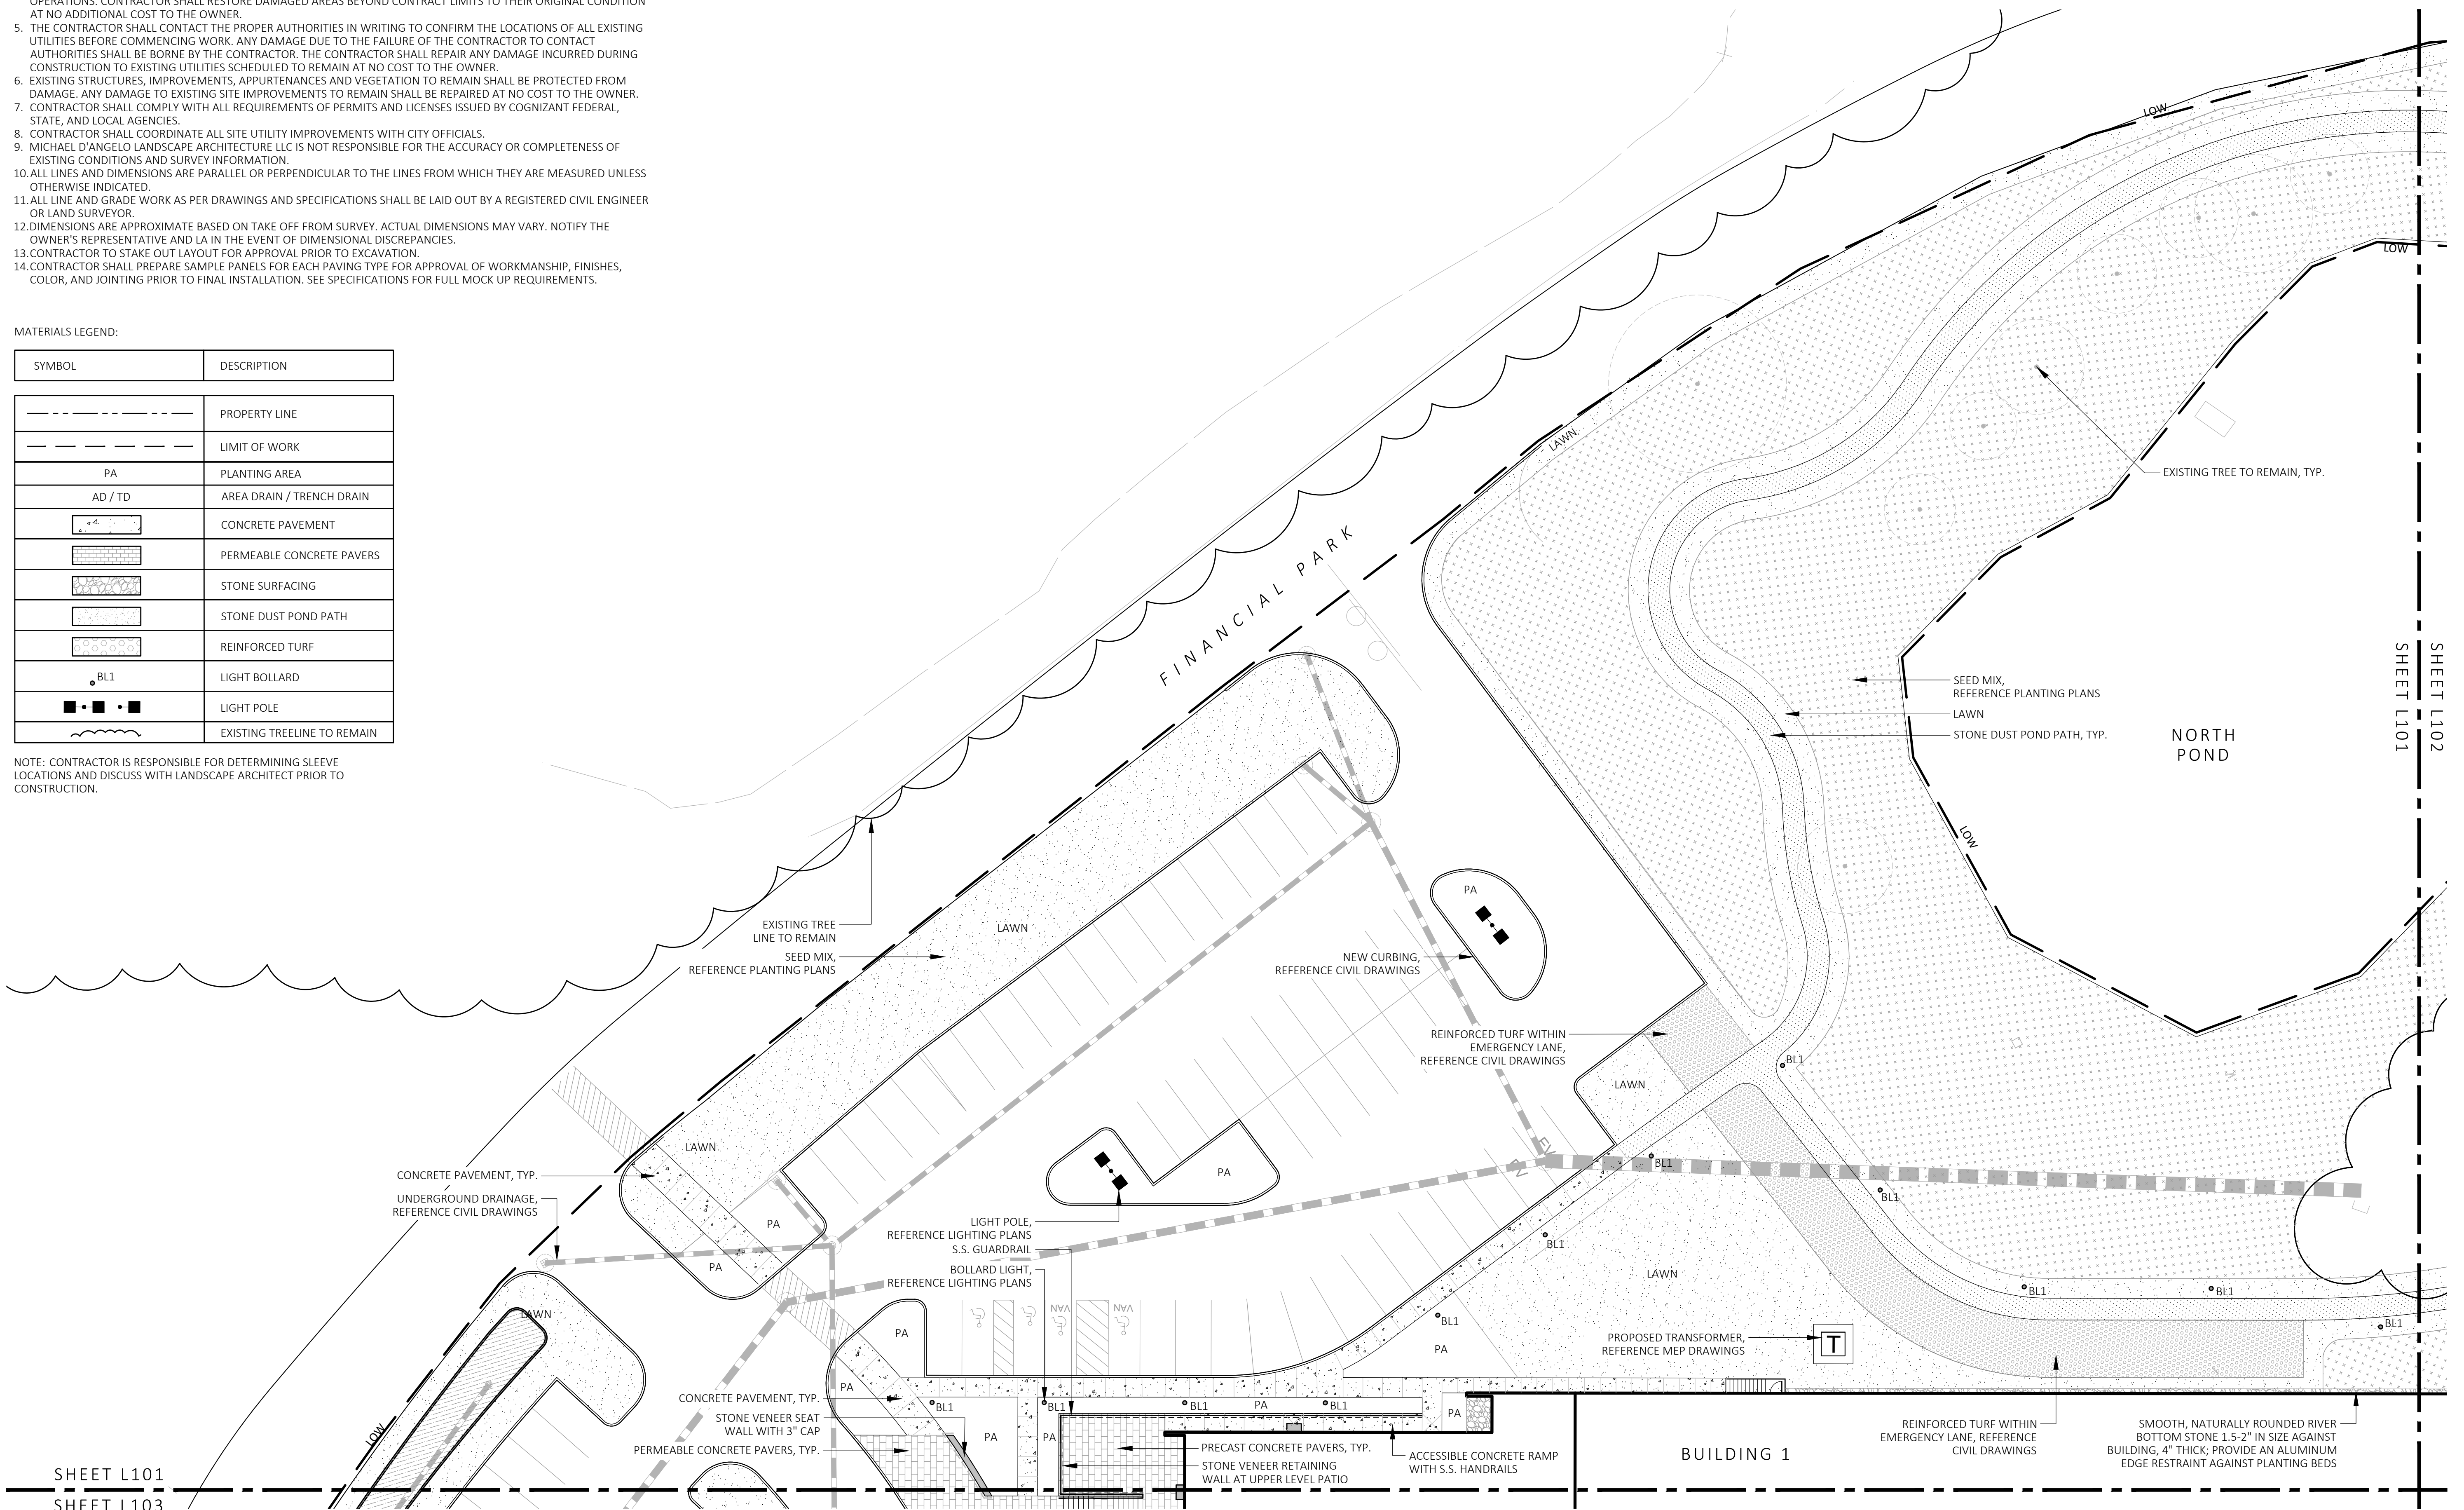 OPERATIONS. CONTRACTOR SHALL RESTORE DAMAGED AREAS BEYOND CONTRACT LIMITS TO THEIR ORIGINAL CONDITION
AT NO ADDITIONAL COST TO THE OWNER.
5. THE CONTRACTOR SHALL CONTACT THE PROPER AUTHORITIES IN WRITING TO CONFIRM THE LOCATIONS OF ALL EXISTING
UTILITIES BEFORE COMMENCING WORK. ANY DAMAGE DUE TO THE FAILURE OF THE CONTRACTOR TO CONTACT
AUTHORITIES SHALL BE BORNE BY THE CONTRACTOR. THE CONTRACTOR SHALL REPAIR ANY DAMAGE INCURRED DURING
CONSTRUCTION TO EXISTING UTILITIES SCHEDULED TO REMAIN AT NO COST TO THE OWNER.
6. EXISTING STRUCTURES, IMPROVEMENTS, APPURTENANCES AND VEGETATION TO REMAIN SHALL BE PROTECTED FROM
DAMAGE. ANY DAMAGE TO EXISTING SITE IMPROVEMENTS TO REMAIN SHALL BE REPAIRED AT NO COST TO THE OWNER.
7. CONTRACTOR SHALL COMPLY WITH ALL REQUIREMENTS OF PERMITS AND LICENSES ISSUED BY COGNIZANT FEDERAL,
STATE, AND LOCAL AGENCIES.
8. CONTRACTOR SHALL COORDINATE ALL SITE UTILITY IMPROVEMENTS WITH CITY OFFICIALS.
9. MICHAEL D'ANGELO LANDSCAPE ARCHITECTURE LLC IS NOT RESPONSIBLE FOR THE ACCURACY OR COMPLETENESS OF
EXISTING CONDITIONS AND SURVEY INFORMATION.
10.ALL LINES AND DIMENSIONS ARE PARALLEL OR PERPENDICULAR TO THE LINES FROM WHICH THEY ARE MEASURED UNLESS
OTHERWISE INDICATED.
11.ALL LINE AND GRADE WORK AS PER DRAWINGS AND SPECIFICATIONS SHALL BE LAID OUT BY A REGISTERED CIVIL ENGINEER
OR LAND SURVEYOR.
12.DIMENSIONS ARE APPROXIMATE BASED ON TAKE OFF FROM SURVEY. ACTUAL DIMENSIONS MAY VARY. NOTIFY THE
OWNER'S REPRESENTATIVE AND LA IN THE EVENT OF DIMENSIONAL DISCREPANCIES.
13.CONTRACTOR TO STAKE OUT LAYOUT FOR APPROVAL PRIOR TO EXCAVATION.
14.CONTRACTOR SHALL PREPARE SAMPLE PANELS FOR EACH PAVING TYPE FOR APPROVAL OF WORKMANSHIP, FINISHES,
COLOR, AND JOINTING PRIOR TO FINAL INSTALLATION. SEE SPECIFICATIONS FOR FULL MOCK UP REQUIREMENTS.
MATERIALS LEGEND:
SYMBOL DESCRIPTION
PROPERTY LINE
LIMIT OF WORK
PA PLANTING AREA
AD / TD AREA DRAIN / TRENCH DRAIN
CONCRETE PAVEMENT
PERMEABLE CONCRETE PAVERS
STONE SURFACING
STONE DUST POND PATH
REINFORCED TURF
BL1 LIGHT BOLLARD
LIGHT POLE
EXISTING TREELINE TO REMAIN
NOTE: CONTRACTOR IS RESPONSIBLE FOR DETERMINING SLEEVE
LOCATIONS AND DISCUSS WITH LANDSCAPE ARCHITECT PRIOR TO
CONSTRUCTION.
LOW
LOW
LAWN
EXISTING TREE TO REMAIN, TYP.
FINANCIAL PARK
SEED MIX,
REFERENCE PLANTING PLANS
LAWN
STONE DUST POND PATH, TYP.
NORTH
POND
SHEET L101
SHEET L102
LOW
PA
EXISTING TREE
LINE TO REMAIN
LAWN
SEED MIX,
REFERENCE PLANTING PLANS
NEW CURBING,
REFERENCE CIVIL DRAWINGS
REINFORCED TURF WITHIN
EMERGENCY LANE,
REFERENCE CIVIL DRAWINGS
BL1
LAWN
LAWN
CONCRETE PAVEMENT, TYP.
EV
EV
BL1
PA
UNDERGROUND DRAINAGE,
REFERENCE CIVIL DRAWINGS
BL1
PA
LIGHT POLE,
REFERENCE LIGHTING PLANS
S.S. GUARDRAIL
BL1
PA
BOLLARD LIGHT,
REFERENCE LIGHTING PLANS
LAWN
BL1
BL1
LAWN
VAN
VAN
BL1
BL1
PA
PROPOSED TRANSFORMER,
REFERENCE MEP DRAWINGS
T
PA
PA
CONCRETE PAVEMENT, TYP.
BL1
BL1
BL1
PA
BL1
PA
STONE VENEER SEAT
WALL WITH 3" CAP
PERMEABLE CONCRETE PAVERS, TYP.
PA
PA
PRECAST CONCRETE PAVERS, TYP.
STONE VENEER RETAINING
WALL AT UPPER LEVEL PATIO
ACCESSIBLE CONCRETE RAMP
WITH S.S. HANDRAILS
BUILDING 1
REINFORCED TURF WITHIN
EMERGENCY LANE, REFERENCE
CIVIL DRAWINGS
SMOOTH, NATURALLY ROUNDED RIVER
BOTTOM STONE 1.5-2" IN SIZE AGAINST
BUILDING, 4" THICK; PROVIDE AN ALUMINUM
EDGE RESTRAINT AGAINST PLANTING BEDS
LOW
SHEET L101
SHEET L103